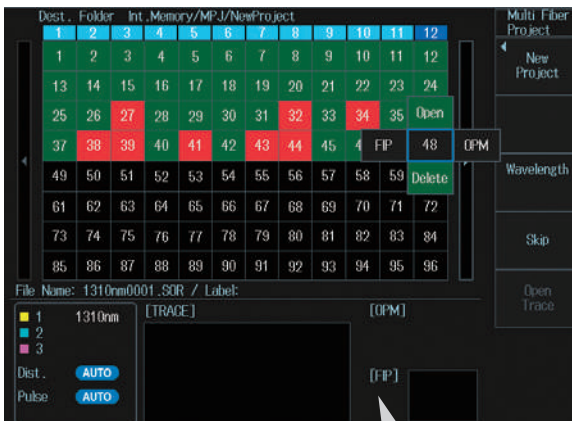 Dest. Folder Int.Memory/MPJ/NewProject
Multi Fiber
Project
1 2 3 4 5 6 7 8 9 10 11 12
1 2 3 4 5 6 7 8 9 10 11 12
New
Project
13 14 15 16 17 18 19 20 21 22 23 24
25 26 27 28 29 30 31 32 33 34 35 Open
37 38 39 40 41 42 43 44 45 4 FIP 48 OPM
49 50 51 52 53 54 55 56 57 58 59 Delete
Wavelength
61 62 63 64 65 66 67 68 69 70 71 72
73 74 75 76 77 78 79 80 81 82 83 84
Skip
85 86 87 88 89 90 91 92 93 94 95 96
File Name: 1310nm0001.SOR / Label:
Open
Trace
1 1310nm
2
3
Dist. AUTO
Pulse AUTO
[TRACE]
[OPM]
[FIP]